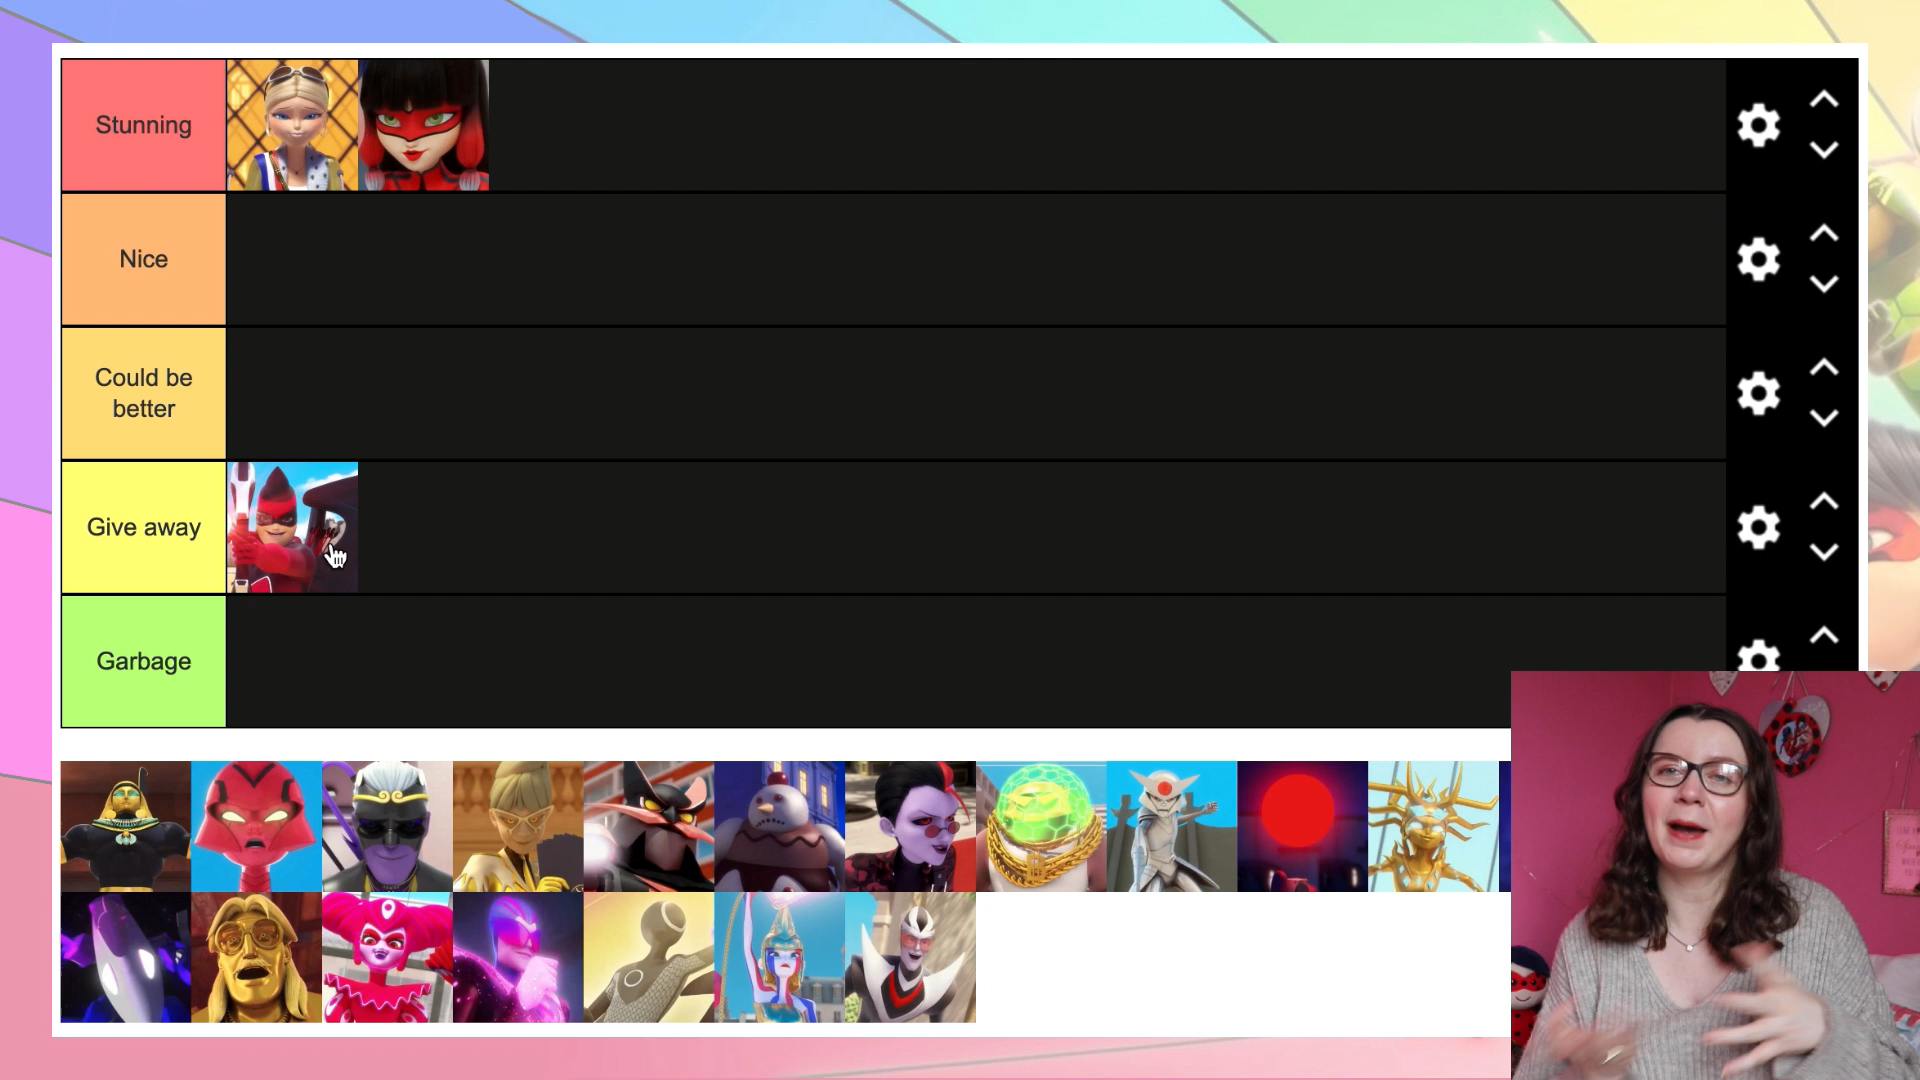 Stunning
Nice
Could be
better
Give away
Garbage